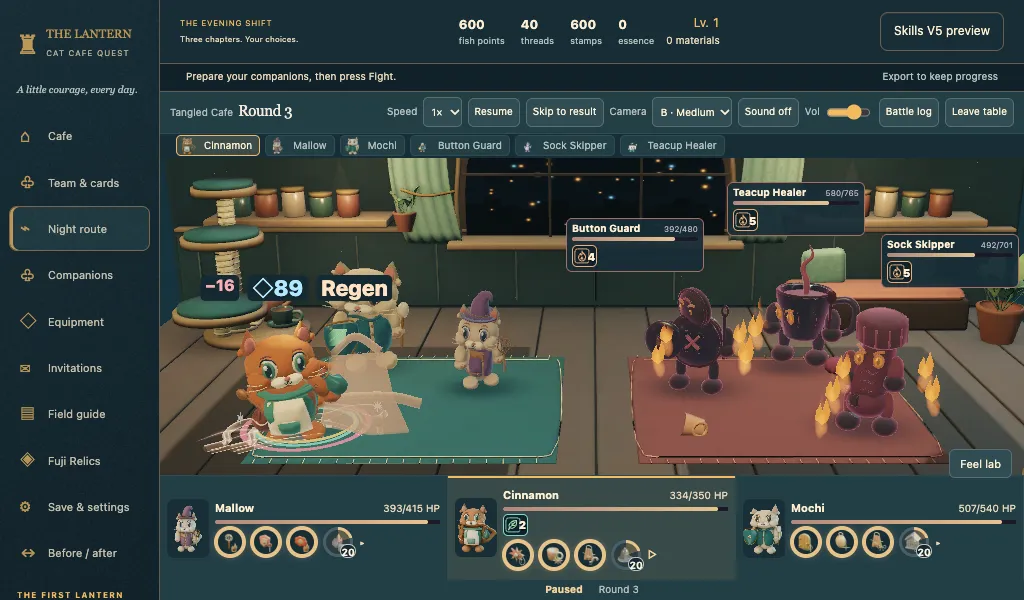 THE LANTERN
CAT CAFE QUEST
A little courage, every day.
Cafe
Team & cards
Night route
Companions
Equipment
Invitations
Field guide
Fuji Relics
Save & settings
Before / after
THE FIRST LANTERN
THE EVENING SHIFT
Three chapters. Your choices.
600 fish points
40 threads
600 stamps
0 essence
Lv. 1
0 materials
Skills V5 preview
Prepare your companions, then press Fight.
Export to keep progress
Tangled Cafe Round 3
Speed 1x Resume Skip to result Camera B · Medium Sound off Vol Battle log Leave table
Cinnamon Mallow Mochi Button Guard Sock Skipper Teacup Healer
Teacup Healer 580/765
5
Button Guard 392/480
4
Sock Skipper 492/701
5
−16 89 Regen
Feel lab
Mallow 393/415 HP
20
Cinnamon 334/350 HP
2
20
Mochi 507/540 HP
20
Paused Round 3